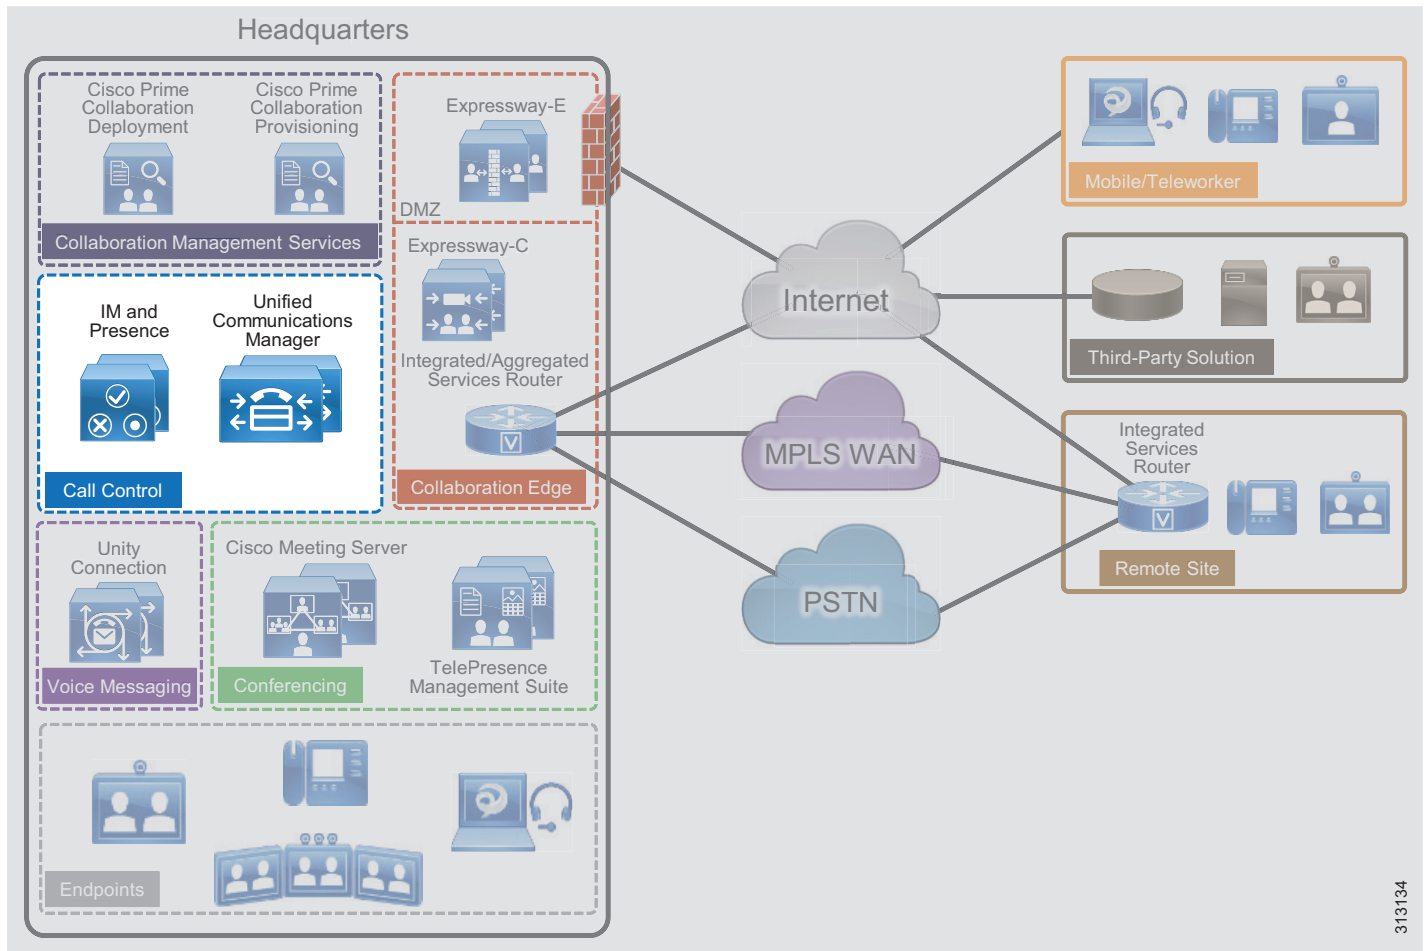 Headquarters
Cisco Prime
Collaboration
Deployment
Cisco Prime
Collaboration
Provisioning
Collaboration Management Services
Expressway-E
DMZ
Expressway-C
Integrated/Aggregated
Services Router
V
Collaboration Edge
IM and
Presence
Unified
Communications
Manager
Call Control
Unity
Connection
Voice Messaging
Cisco Meeting Server
Conferencing
TelePresence
Management Suite
Endpoints
Internet
MPLS WAN
PSTN
Mobile/Teleworker
Third-Party Solution
Integrated
Services
Router
V
Remote Site
313134